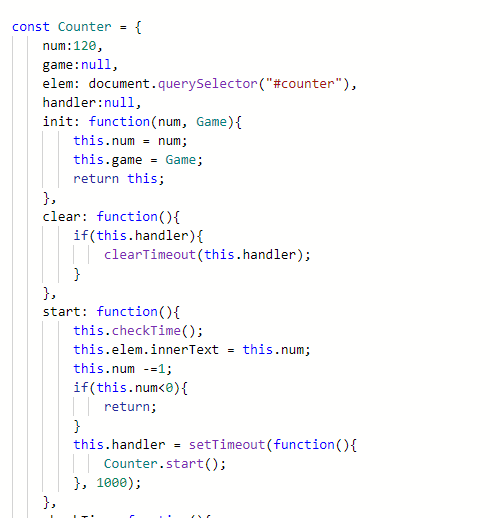 const Counter = {
num:120,
game:null,
elem: document.querySelector("#counter"),
handler:null,
init: function(num, Game){
this.num = num;
this.game = Game;
return this;
},
clear: function(){
if(this.handler){
clearTimeout(this.handler);
}
},
start: function(){
this.checkTime();
this.elem.innerText = this.num;
this.num -=1;
if(this.num<0){
return;
}
this.handler = setTimeout(function(){
Counter.start();
}, 1000);
},